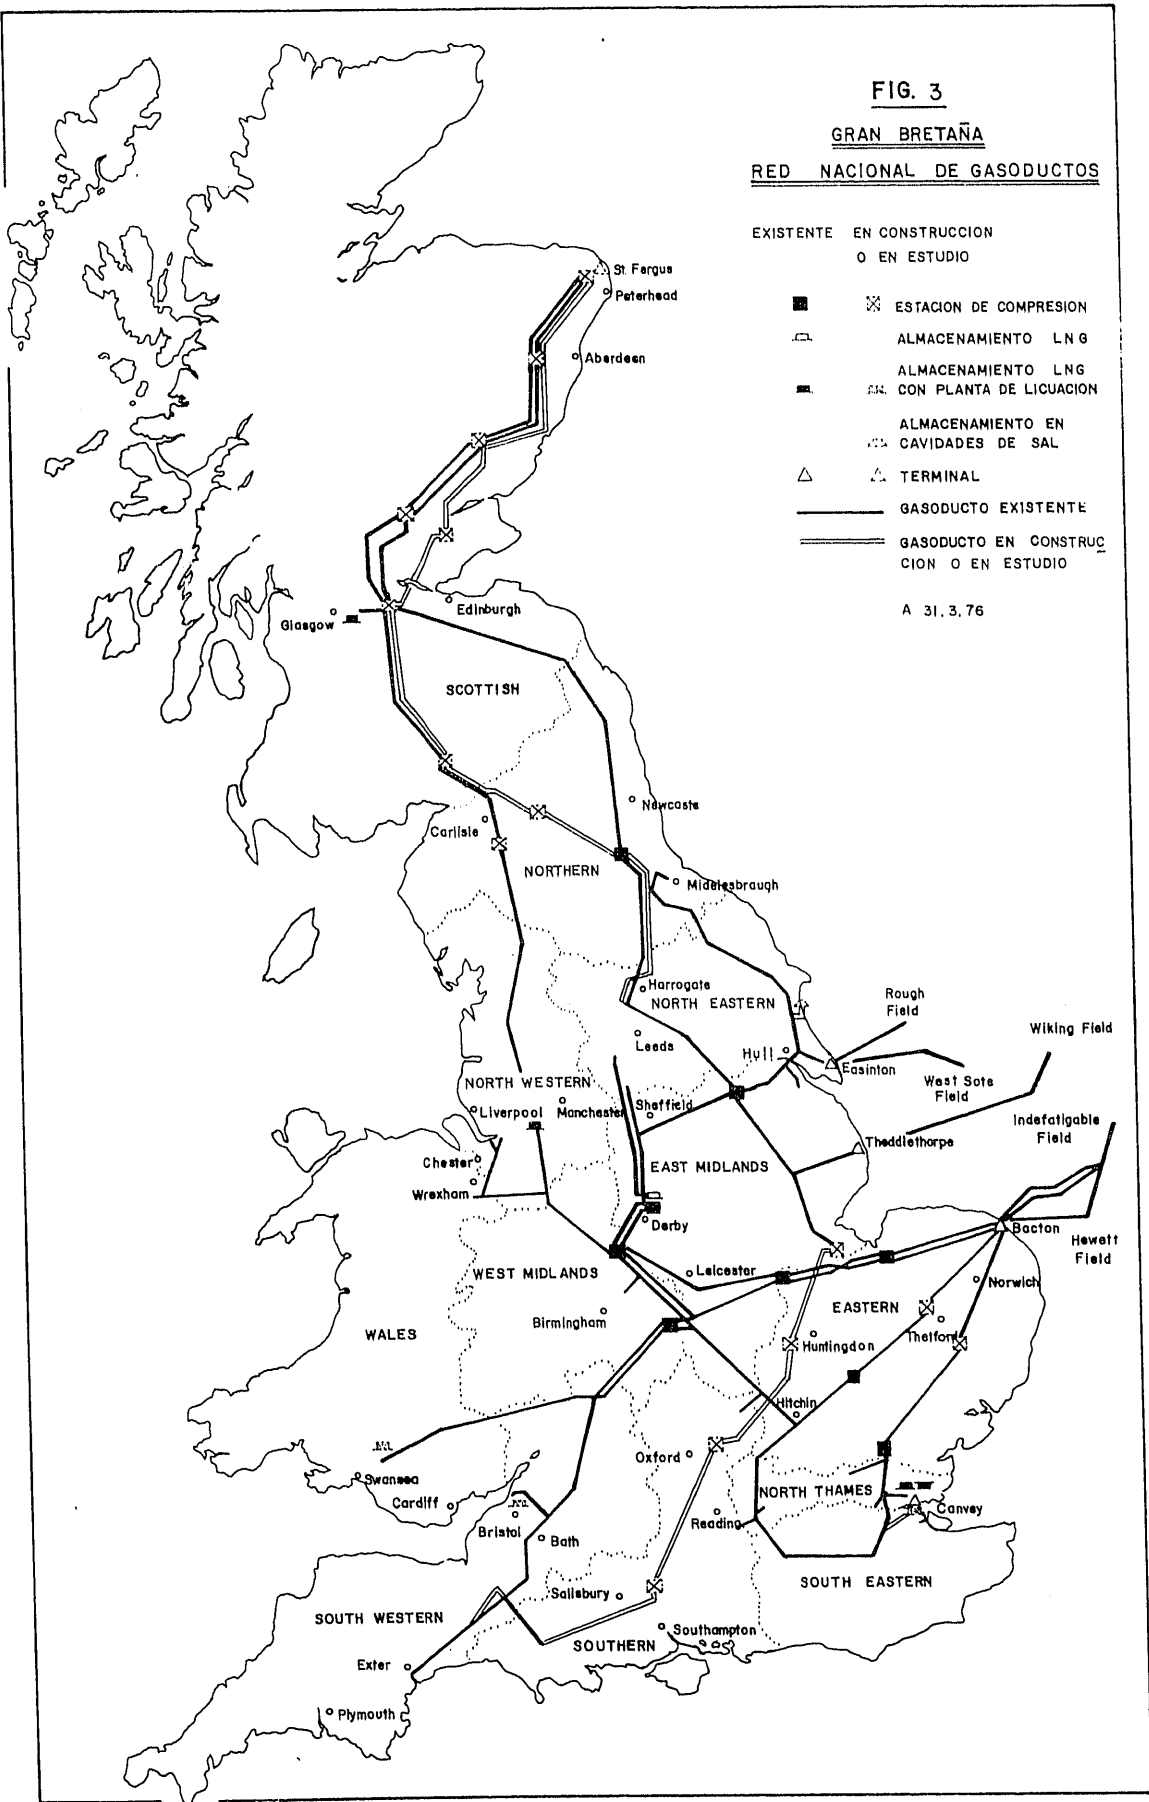 FIG. 3
GRAN BRETAÑA
RED NACIONAL DE GASODUCTOS
EXISTENTE EN CONSTRUCCION
O EN ESTUDIO
ESTACION DE COMPRESION
ALMACENAMIENTO LNG
ALMACENAMIENTO LNG
CON PLANTA DE LICUACION
ALMACENAMIENTO EN
CAVIDADES DE SAL
TERMINAL
GASODUCTO EXISTENTE
GASODUCTO EN CONSTRUC
CION O EN ESTUDIO
A 31.3.76
St. Fergus
Peterhead
Aberdeen
Edinburgh
Glasgow
SCOTTISH
Newcaste
Carlisle
NORTHERN
Midelesbraugh
Harrogate
NORTH EASTERN
Rough
Field
Wiking Field
Leeds
Hull
Easinton
West Sote
Field
NORTH WESTERN
Liverpool
Manchester
Sheffield
Indefatigable
Field
Theddlethorpe
Chester
EAST MIDLANDS
Wrexham
Derby
Bacton
Hewett
Field
WEST MIDLANDS
Leicester
Norwich
EASTERN
Birmingham
Thetford
WALES
Huntingdon
Hitchin
Oxford
Swansea
NORTH THAMES
Cardiff
Canvey
Reading
Bristol
Bath
SOUTH EASTERN
Sailsbury
SOUTH WESTERN
Southampton
SOUTHERN
Exter
Plymouth